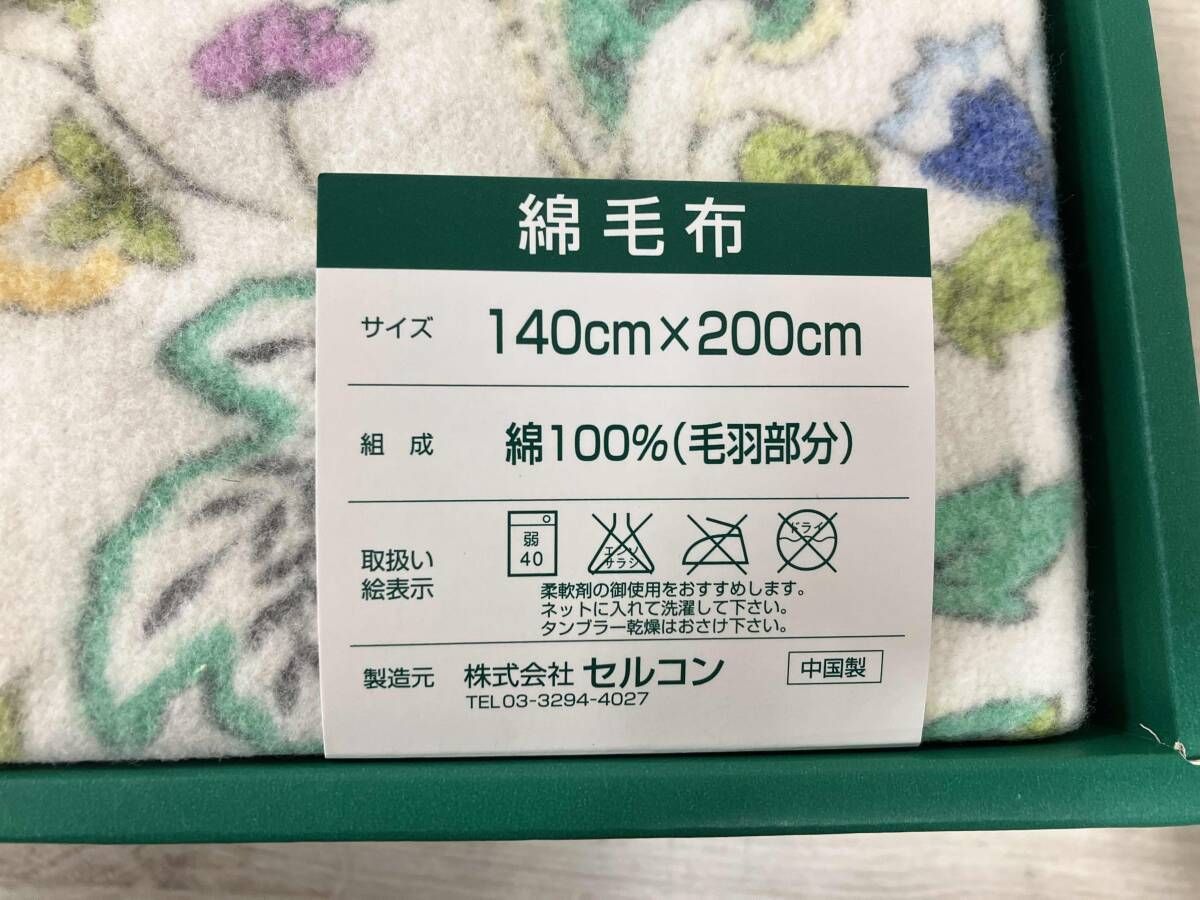 綿毛布
サイズ 140cm×200cm
組成 綿100%(毛羽部分)
取扱い
絵表示
弱
40
エンソ
サラシ
ドライ
柔軟剤の御使用をおすすめします。
ネットに入れて洗濯して下さい。
タンブラー乾燥はおさけ下さい。
製造元 株式会社 セルコン 中国製
TEL03-3294-4027